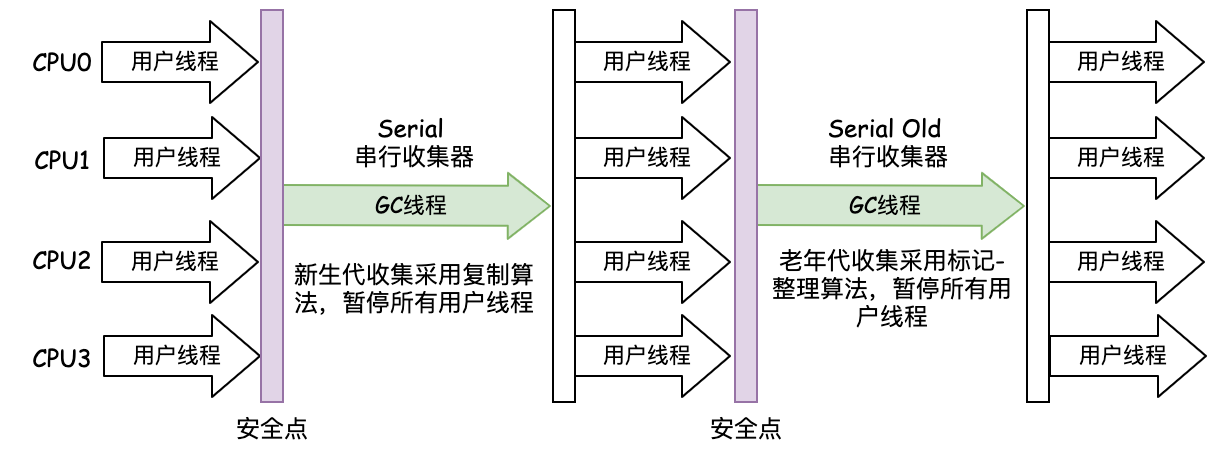 CPU0
用户线程
用户线程
用户线程
CPU1
用户线程
Serial
串行收集器
用户线程
Serial Old
串行收集器
用户线程
GC线程
GC线程
CPU2
用户线程
新生代收集采用复制算
法，暂停所有用户线程
用户线程
老年代收集采用标记-
整理算法，暂停所有用
户线程
用户线程
CPU3
用户线程
用户线程
用户线程
安全点
安全点